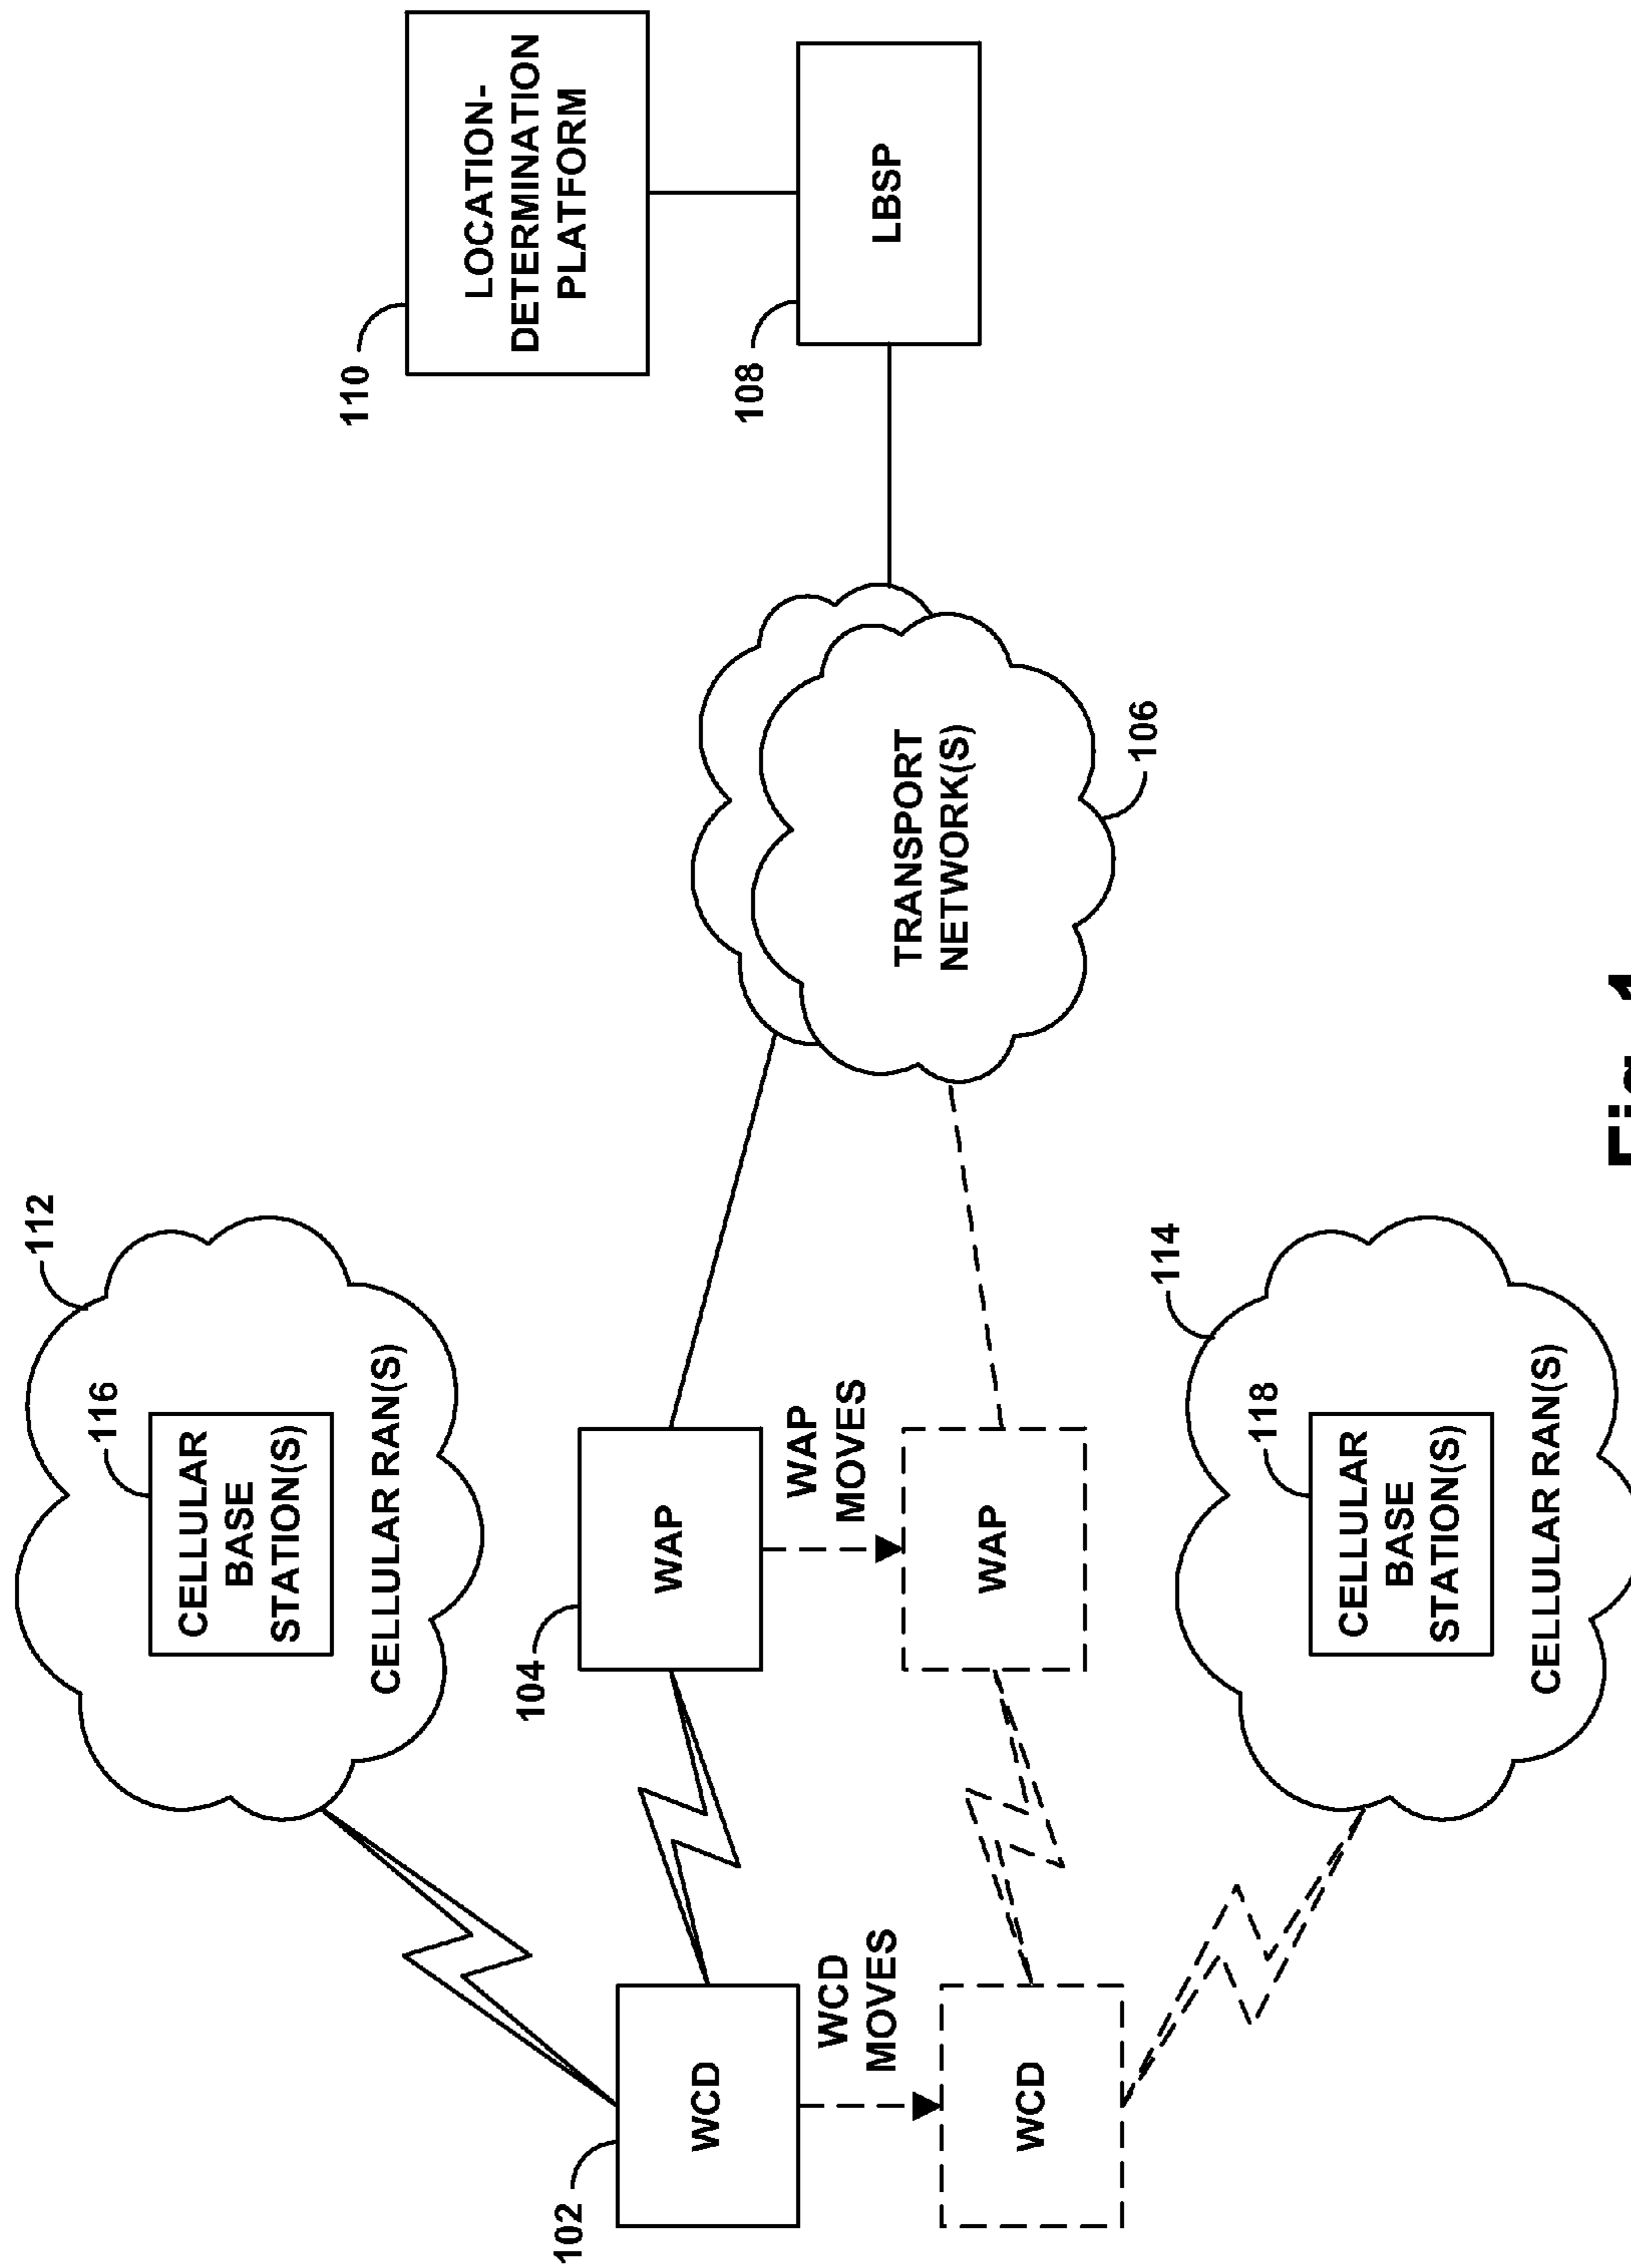 112
116
CELLULAR
BASE
STATION(S)
CELLULAR RAN(S)
110
LOCATION-
DETERMINATION
PLATFORM
102
WCD
104
WAP
108
LBSP
WCD
MOVES
WAP
MOVES
TRANSPORT
NETWORK(S)
106
WCD
WAP
114
118
CELLULAR
BASE
STATION(S)
CELLULAR RAN(S)